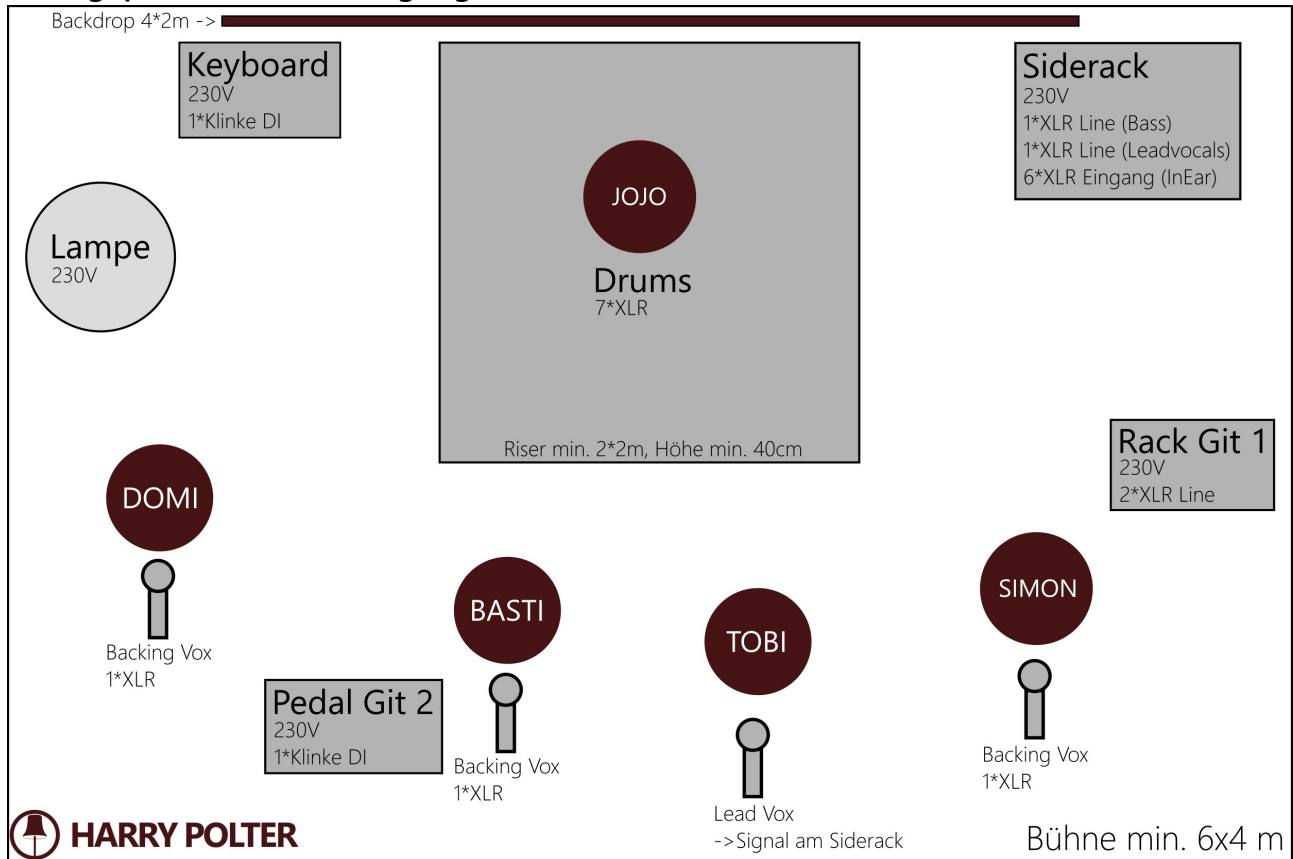 Backdrop 4*2m ->
Keyboard
230V
1*Klinke DI
Siderack
230V
1*XLR Line (Bass)
1*XLR Line (Leadvocals)
6*XLR Eingang (InEar)
JOJO
Drums
7*XLR
Riser min. 2*2m, Höhe min. 40cm
Lampe
230V
Rack Git 1
230V
2*XLR Line
DOMI
Backing Vox
1*XLR
BASTI
Backing Vox
1*XLR
TOBI
Lead Vox
->Signal am Siderack
SIMON
Backing Vox
1*XLR
Pedal Git 2
230V
1*Klinke DI
HARRY POLTER
Bühne min. 6x4 m